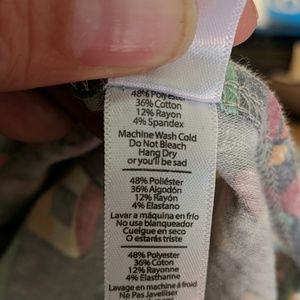 48% Polyester
36% Cotton
12% Rayon
4% Spandex
Machine Wash Cold
Do Not Bleach
Hang Dry
or you'll be sad
48% Poliéster
36% Algodón
12% Rayón
4% Elastano
Lavar a máquina en frío
No usa blanqueador
Cuelgue en seco
O estarás triste
48% Polyester
36% Coton
12% Rayonne
4% Elasthanne
Lavage en machine á froid
Ne Pas Javelliser